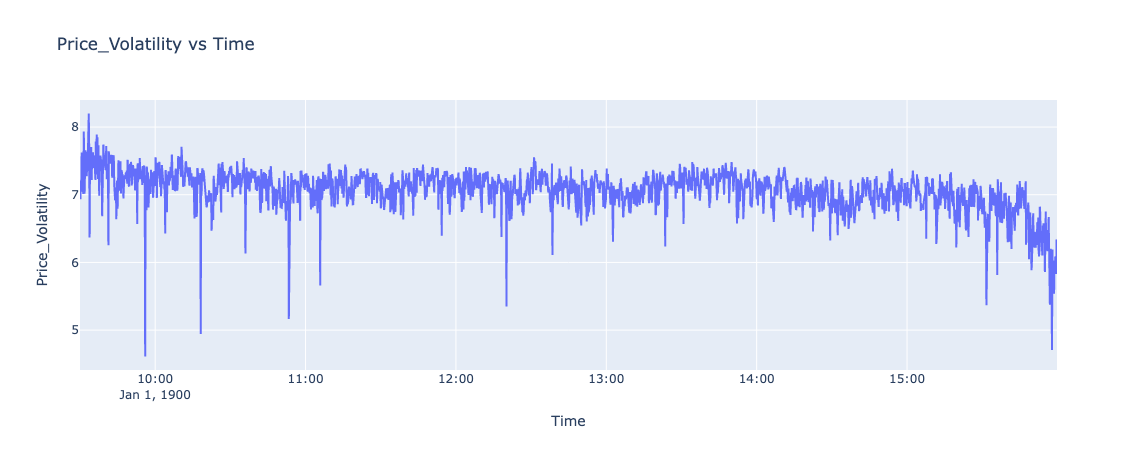 Price_Volatility vs Time
8
7
6
5
Price_Volatility
10:00 11:00 12:00 13:00 14:00 15:00
Jan 1, 1900
Time